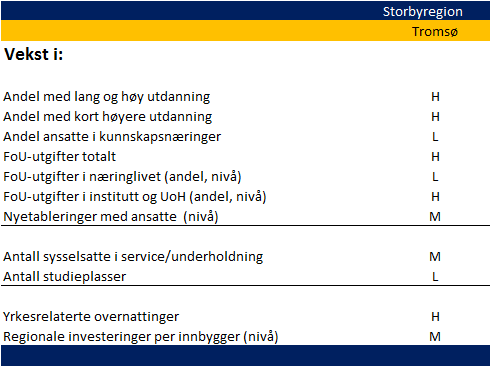 Storbyregion
Tromsø
Vekst i:
Andel med lang og høy utdanning H
Andel med kort høyere utdanning H
Andel ansatte i kunnskapsnæringer L
FoU-utgifter totalt H
FoU-utgifter i næringlivet (andel, nivå) L
FoU-utgifter i institutt og UoH (andel, nivå) H
Nyetableringer med ansatte (nivå) M
Antall sysselsatte i service/underholdning M
Antall studieplasser L
Yrkesrelaterte overnattinger H
Regionale investeringer per innbygger (nivå) M